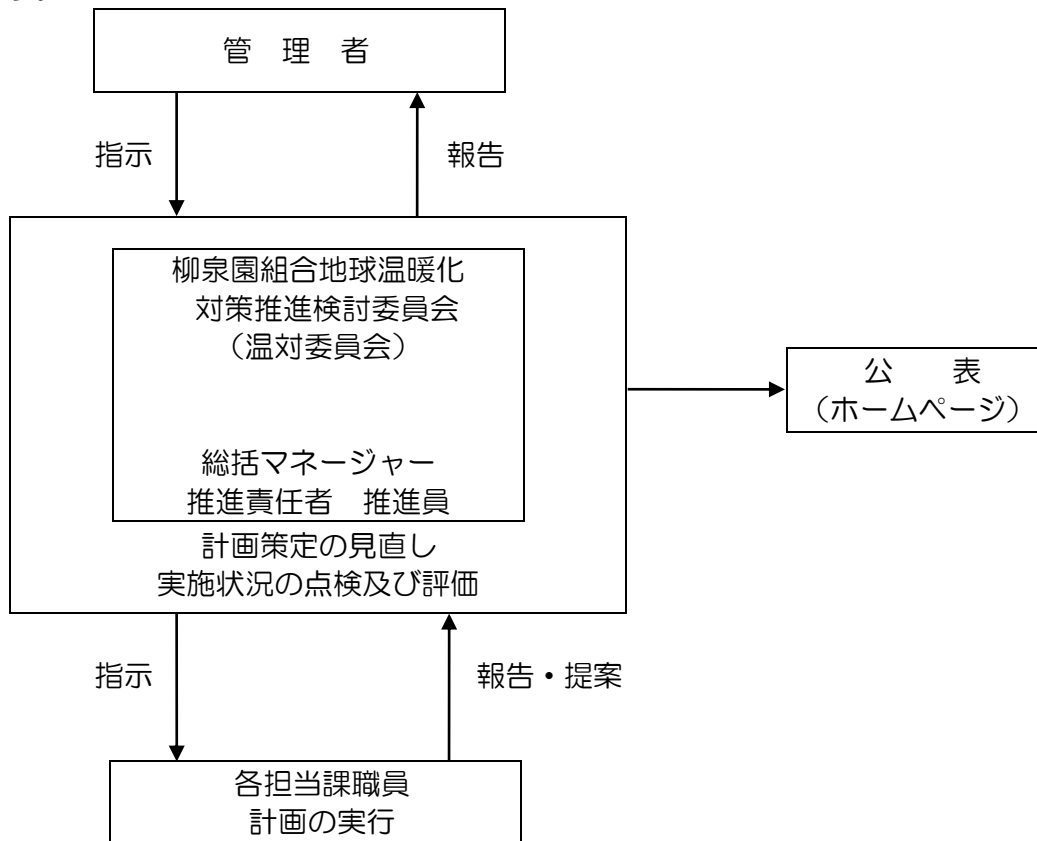 管　理　者
指示
報告
柳泉園組合地球温暖化
対策推進検討委員会
（温対委員会）
公　　表
（ホームページ）
総括マネージャー
推進責任者　推進員
計画策定の見直し
実施状況の点検及び評価
指示
報告・提案
各担当課職員
計画の実行